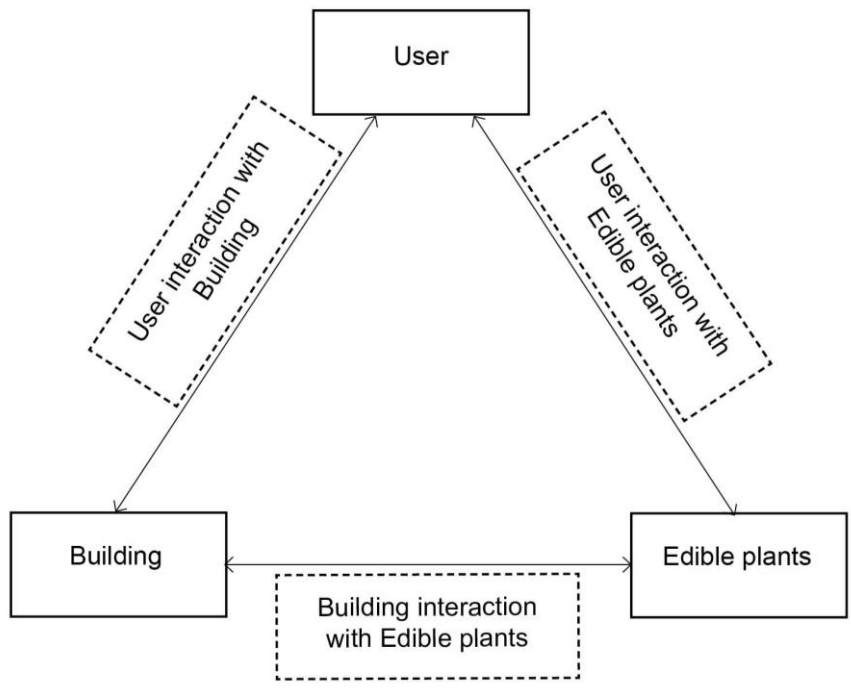 User
User interaction with
Building
User interaction with
Edible plants
Building
Edible plants
Building interaction
with Edible plants